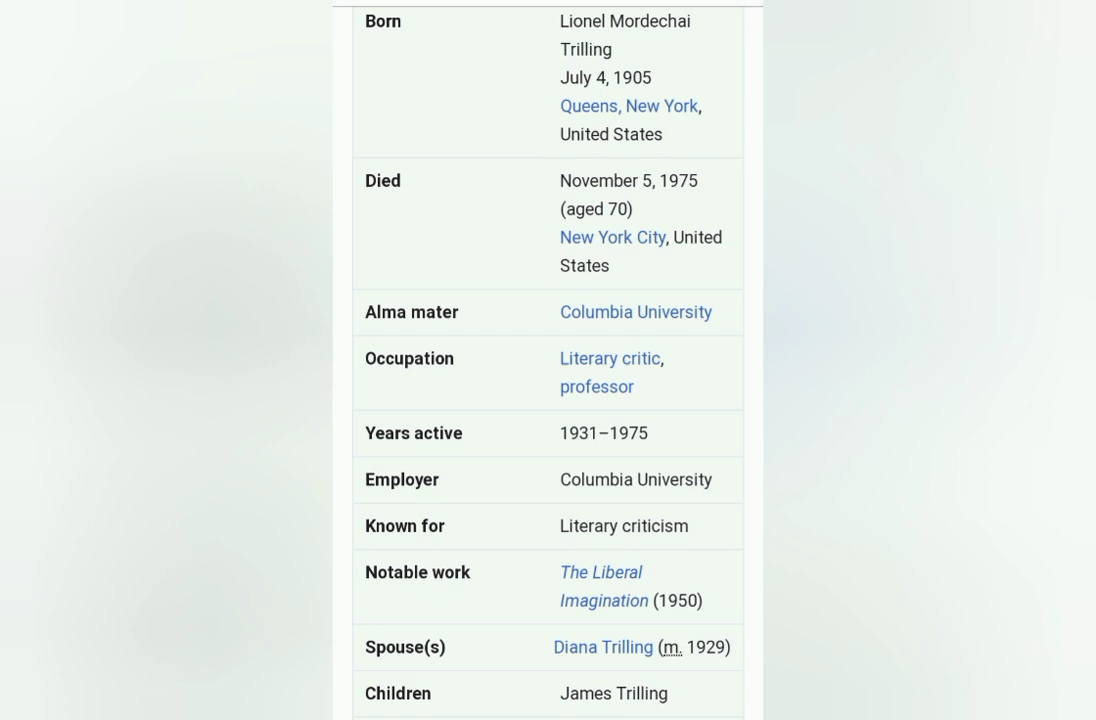 Born Lionel Mordechai
Trilling
July 4, 1905
Queens, New York,
United States
Died November 5, 1975
(aged 70)
New York City, United
States
Alma mater Columbia University
Occupation Literary critic,
professor
Years active 1931–1975
Employer Columbia University
Known for Literary criticism
Notable work The Liberal
Imagination (1950)
Spouse(s) Diana Trilling (m. 1929)
Children James Trilling